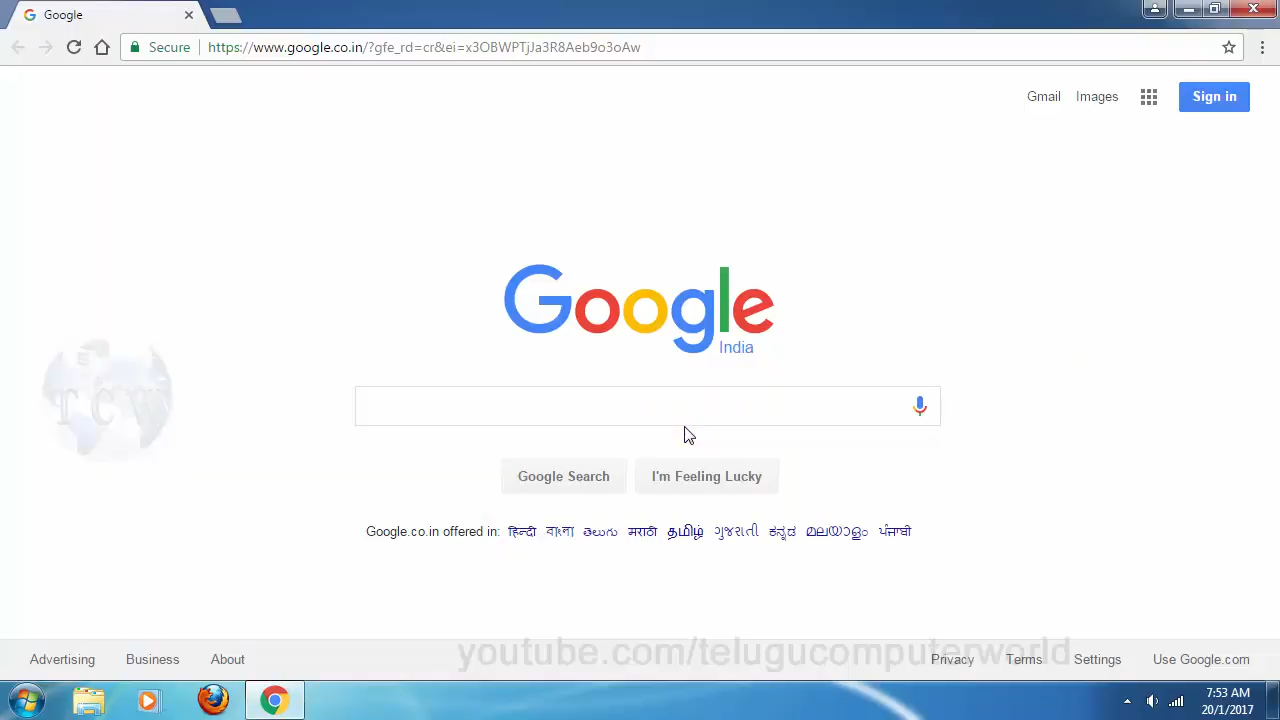 Google
Secure https://www.google.co.in/?gfe_rd=cr&ei=x3OBWPTjJa3R8Aeb9o3oAw
Gmail Images Sign in
Google
India
TCW
Google Search I'm Feeling Lucky
Google.co.in offered in: हिन्दी বাংলা తెలుగు मराठी தமிழ் ગુજરાતી ಕನ್ನಡ മലയാളം ਪੰਜਾਬੀ
youtube.com/telugucomputerworld
Advertising Business About Privacy Terms Settings Use Google.com
7:53 AM
20/1/2017